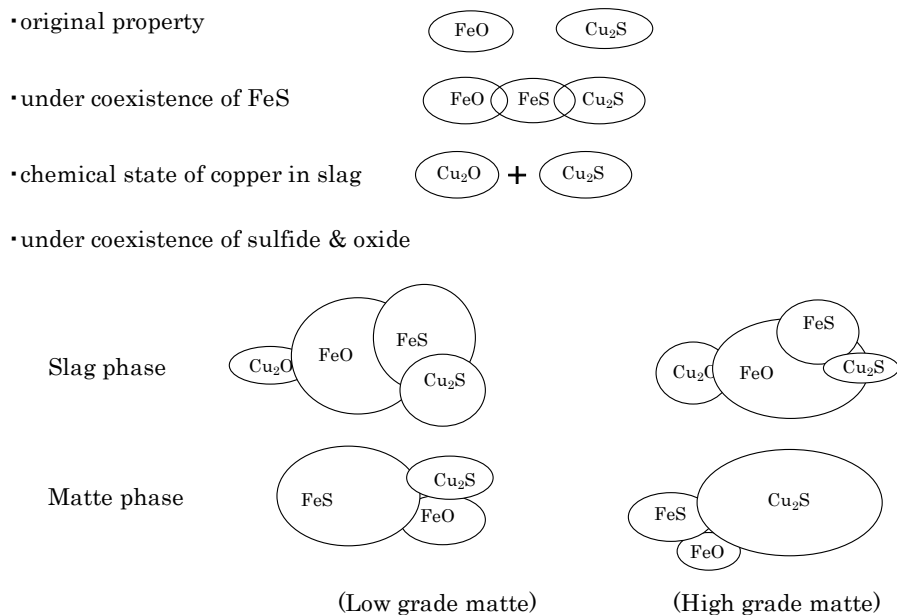 ・original property FeO Cu₂S
・under coexistence of FeS FeO FeS Cu₂S
・chemical state of copper in slag Cu₂O + Cu₂S
・under coexistence of sulfide & oxide
Slag phase Cu₂O FeO FeS Cu₂S Cu₂O FeO FeS Cu₂S
Matte phase FeS Cu₂S FeO FeS FeO Cu₂S
(Low grade matte) (High grade matte)